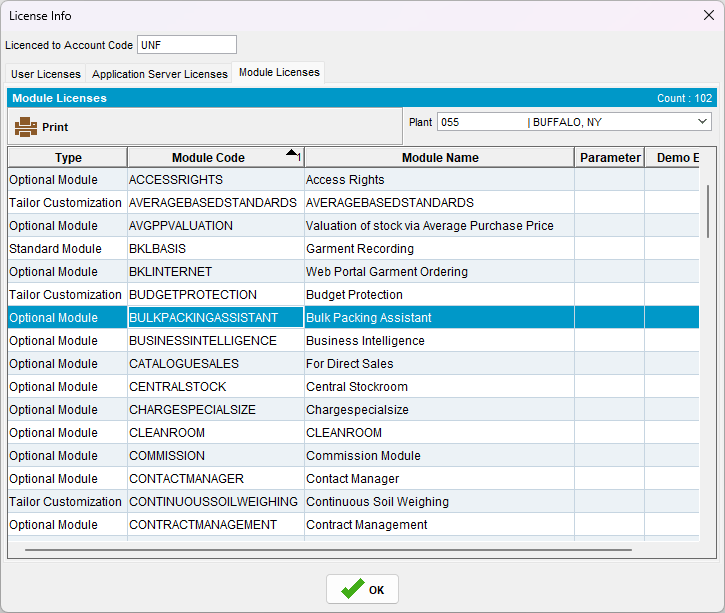 License Info
Licenced to Account Code UNF
User Licenses Application Server Licenses Module Licenses
Module Licenses Count : 102
Print Plant 055 BUFFALO, NY
Type Module Code 1 Module Name Parameter Demo E
Optional Module ACCESSRIGHTS Access Rights
Tailor Customization AVERAGEBASEDSTANDARDS AVERAGEBASEDSTANDARDS
Optional Module AVGPPVALUATION Valuation of stock via Average Purchase Price
Standard Module BKLBASIS Garment Recording
Optional Module BKLINTERNET Web Portal Garment Ordering
Tailor Customization BUDGETPROTECTION Budget Protection
Optional Module BULKPACKINGASSISTANT Bulk Packing Assistant
Optional Module BUSINESSINTELLIGENCE Business Intelligence
Optional Module CATALOGUESALES For Direct Sales
Optional Module CENTRALSTOCK Central Stockroom
Optional Module CHARGESPECIALSIZE Chargespecialsize
Optional Module CLEANROOM CLEANROOM
Optional Module COMMISSION Commission Module
Optional Module CONTACTMANAGER Contact Manager
Tailor Customization CONTINUOUSSOILWEIGHING Continuous Soil Weighing
Optional Module CONTRACTMANAGEMENT Contract Management
OK